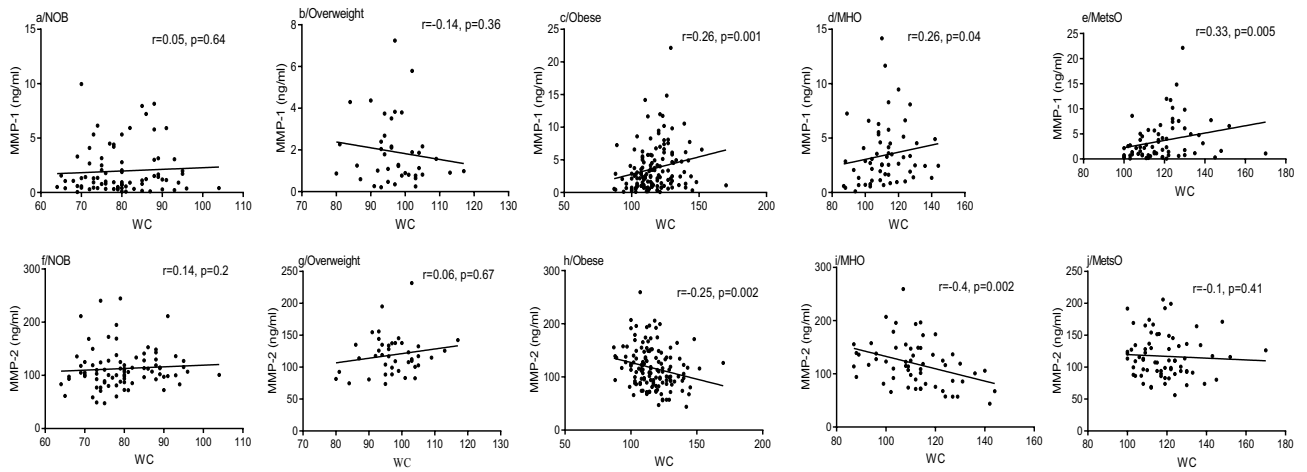 a/NOB
r=0.05, p=0.64
MMP-1 (ng/ml)
15
10
5
0
60 70 80 90 100 110
WC
b/Overweight
r=-0.14, p=0.36
MMP-1 (ng/ml)
8
6
4
2
0
70 80 90 100 110 120 130
WC
c/Obese
r=0.26, p=0.001
MMP-1 (ng/ml)
25
20
15
10
5
0
50 100 150 200
WC
d/MHO
r=0.26, p=0.04
MMP-1 (ng/ml)
15
10
5
0
80 100 120 140 160
WC
e/MetsO
r=0.33, p=0.005
MMP-1 (ng/ml)
25
20
15
10
5
0
80 100 120 140 160 180
WC
f/NOB
r=0.14, p=0.2
MMP-2 (ng/ml)
300
200
100
0
60 70 80 90 100 110
WC
g/Overweight
r=0.06, p=0.67
MMP-2 (ng/ml)
250
200
150
100
50
0
70 80 90 100 110 120 130
WC
h/Obese
r=-0.25, p=0.002
MMP-2 (ng/ml)
300
200
100
0
50 100 150 200
WC
i/MHO
r=-0.4, p=0.002
MMP-2 (ng/ml)
300
200
100
0
80 100 120 140 160
WC
j/MetsO
r=-0.1, p=0.41
MMP-2 (ng/ml)
250
200
150
100
50
0
80 100 120 140 160 180
WC